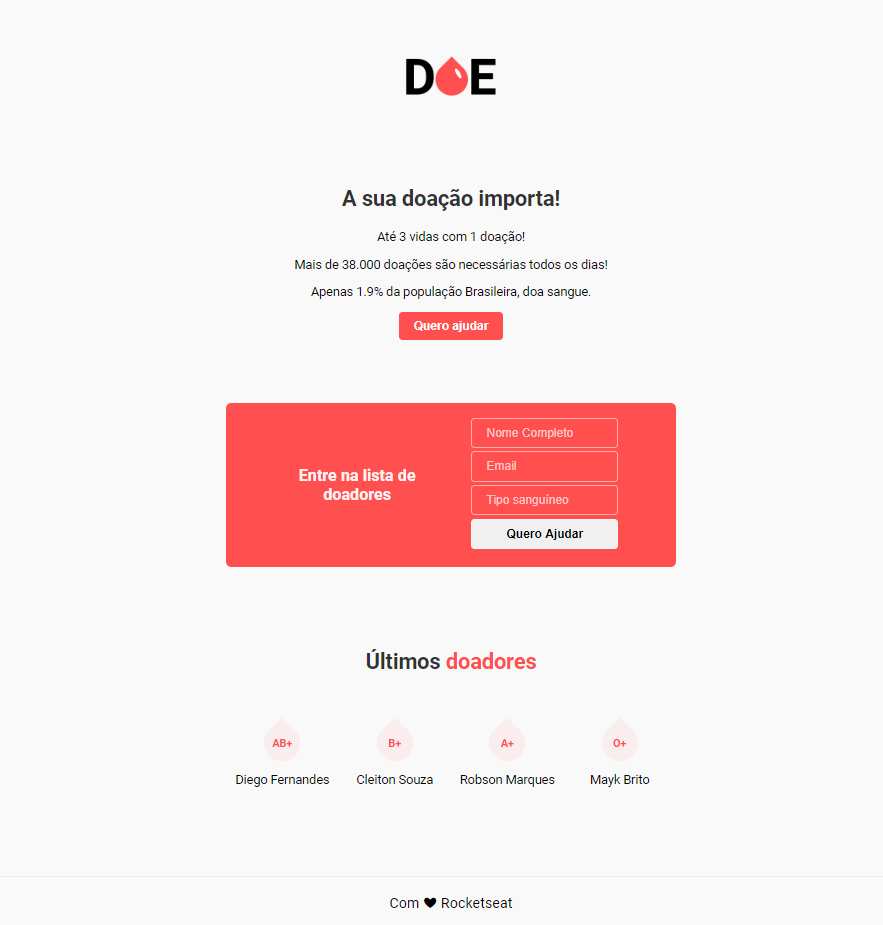 DOE
A sua doação importa!
Até 3 vidas com 1 doação!
Mais de 38.000 doações são necessárias todos os dias!
Apenas 1.9% da população Brasileira, doa sangue.
Quero ajudar
Entre na lista de
doadores
Nome Completo
Email
Tipo sanguíneo
Quero Ajudar
Últimos doadores
AB+ B+ A+ O+
Diego Fernandes Cleiton Souza Robson Marques Mayk Brito
Com ♥ Rocketseat